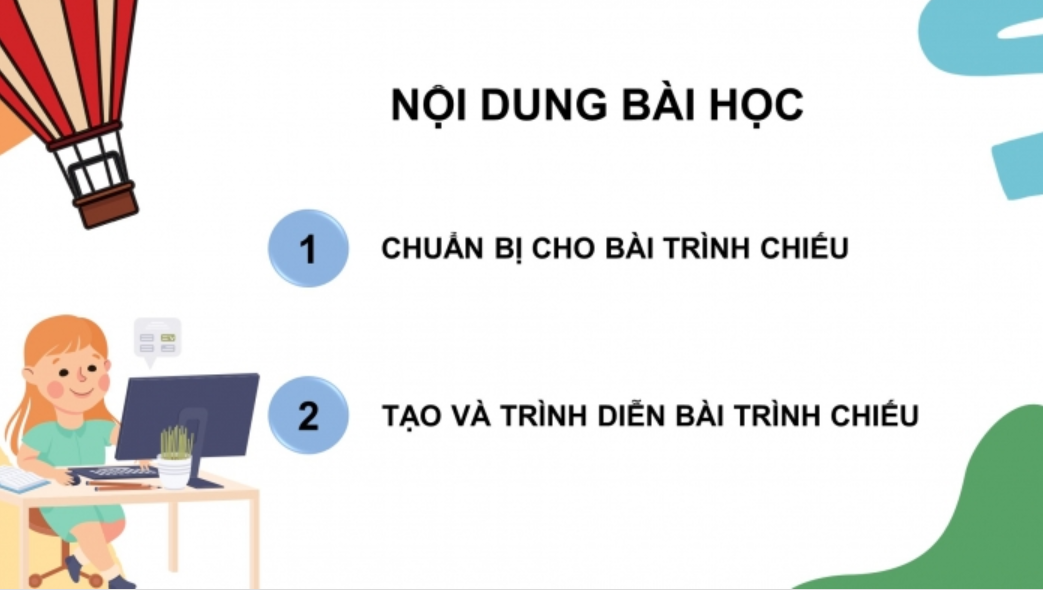 NỘI DUNG BÀI HỌC
1 CHUẨN BỊ CHO BÀI TRÌNH CHIẾU
2 TẠO VÀ TRÌNH DIỄN BÀI TRÌNH CHIẾU